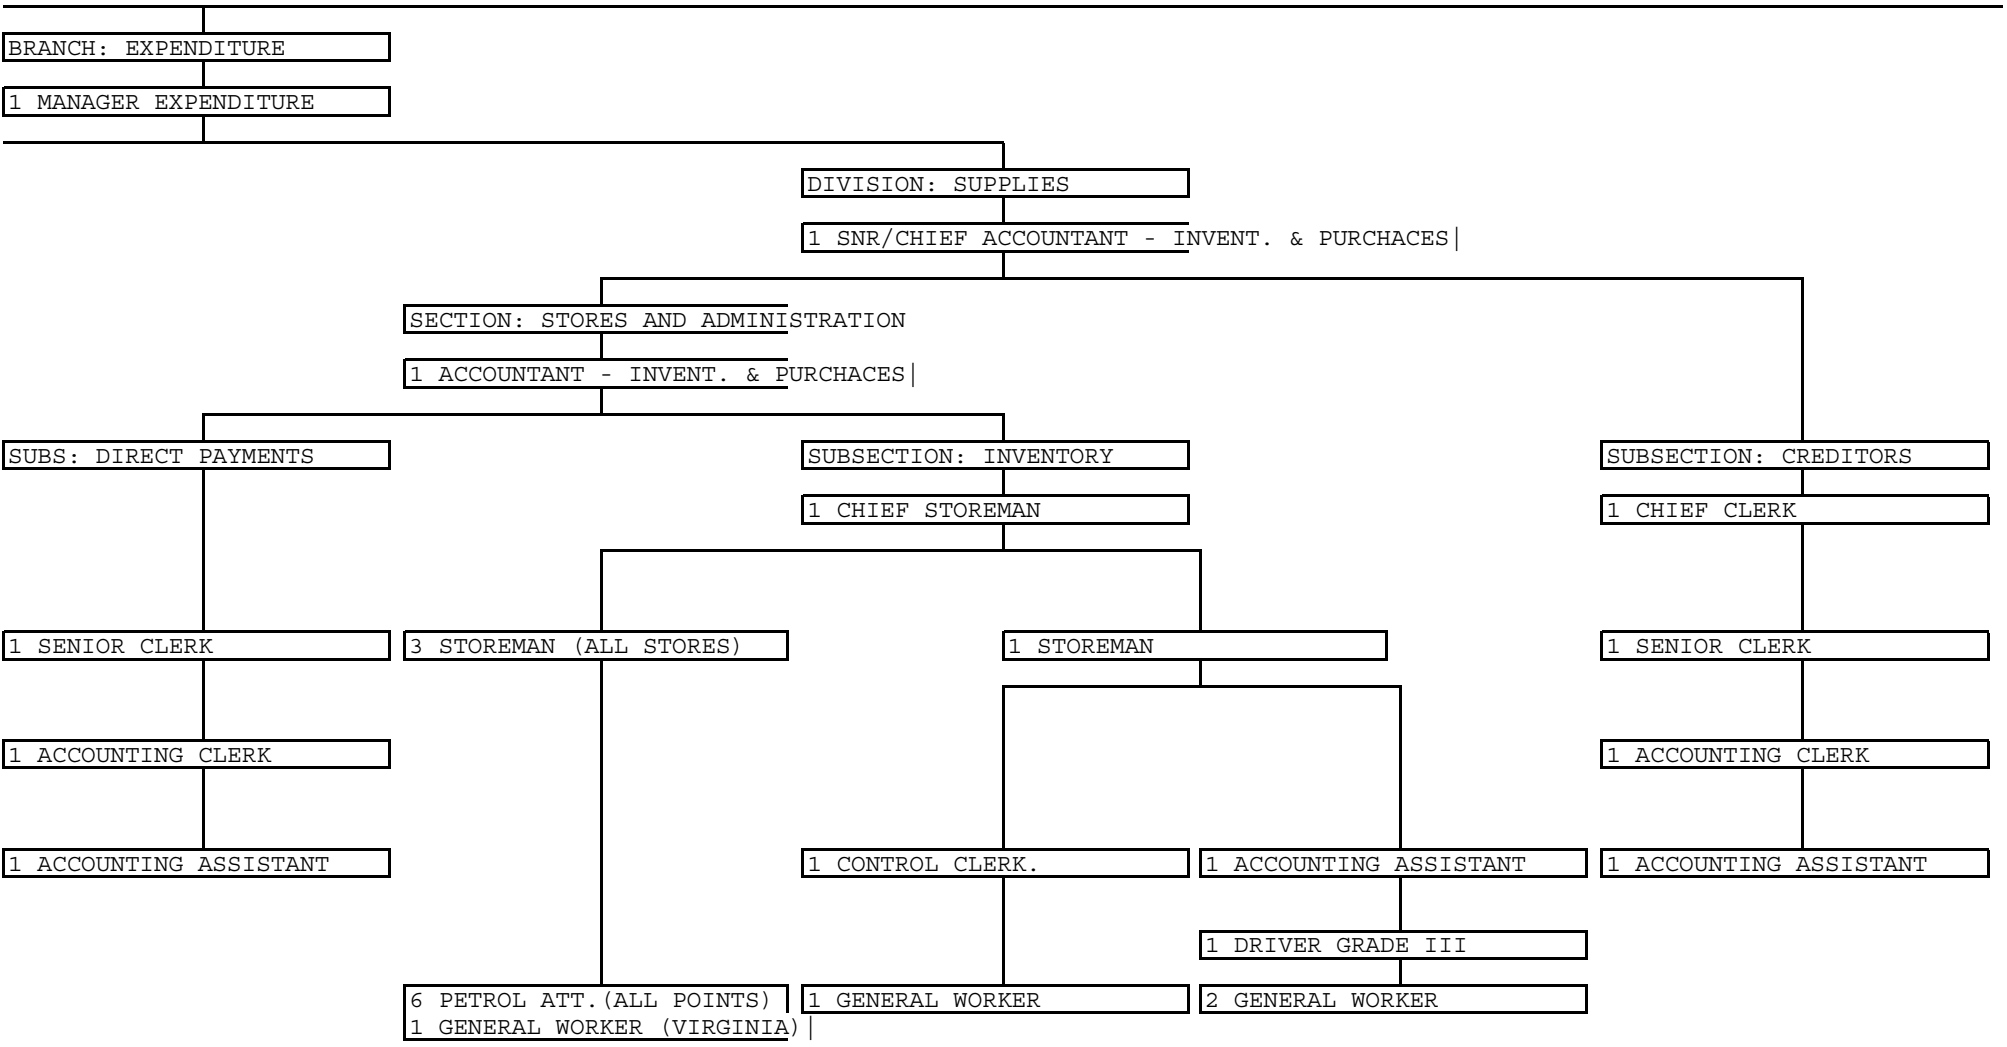 BRANCH: EXPENDITURE
1 MANAGER EXPENDITURE
DIVISION: SUPPLIES
1 SNR/CHIEF ACCOUNTANT - INVENT. & PURCHACES|
SECTION: STORES AND ADMINISTRATION
1 ACCOUNTANT - INVENT. & PURCHACES|
SUBS: DIRECT PAYMENTS
SUBSECTION: INVENTORY
SUBSECTION: CREDITORS
1 CHIEF STOREMAN
1 CHIEF CLERK
1 SENIOR CLERK
3 STOREMAN (ALL STORES)
1 STOREMAN
1 SENIOR CLERK
1 ACCOUNTING CLERK
1 ACCOUNTING CLERK
1 ACCOUNTING ASSISTANT
1 CONTROL CLERK.
1 ACCOUNTING ASSISTANT
1 ACCOUNTING ASSISTANT
1 DRIVER GRADE III
6 PETROL ATT.(ALL POINTS)
1 GENERAL WORKER
2 GENERAL WORKER
1 GENERAL WORKER (VIRGINIA)|